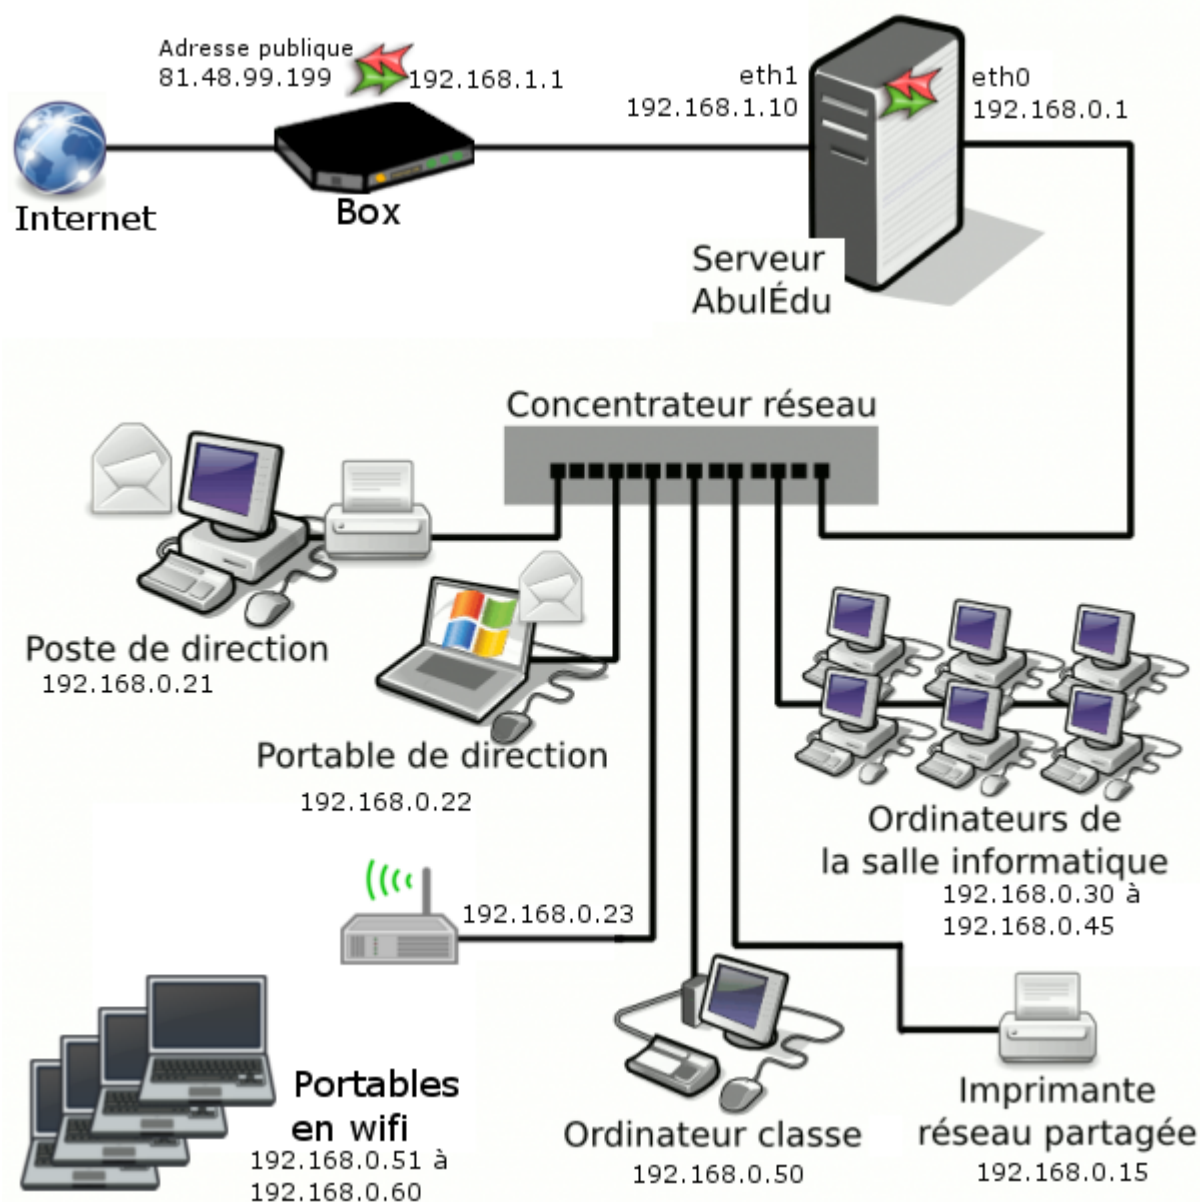 Adresse publique
81.48.99.199
192.168.1.1
eth1
192.168.1.10
eth0
192.168.0.1
Internet
Box
Serveur
AbulÉdu
Concentrateur réseau
Poste de direction
192.168.0.21
Portable de direction
192.168.0.22
Ordinateurs de
la salle informatique
192.168.0.30 à
192.168.0.45
192.168.0.23
Portables
en wifi
192.168.0.51 à
192.168.0.60
Ordinateur classe
192.168.0.50
Imprimante
réseau partagée
192.168.0.15